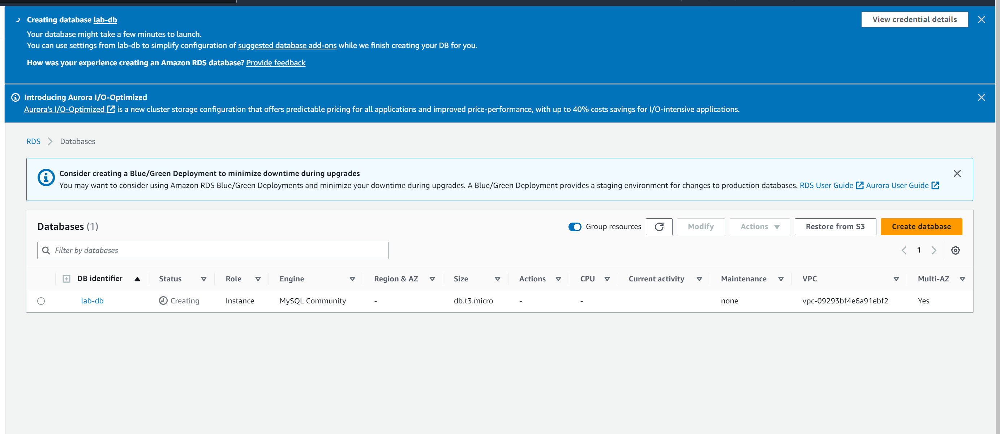 Creating database lab-db
View credential details
Your database might take a few minutes to launch.
You can use settings from lab-db to simplify configuration of suggested database add-ons while we finish creating your DB for you.
How was your experience creating an Amazon RDS database? Provide feedback
Introducing Aurora I/O-Optimized
Aurora's I/O-Optimized is a new cluster storage configuration that offers predictable pricing for all applications and improved price-performance, with up to 40% costs savings for I/O-intensive applications.
RDS Databases
Consider creating a Blue/Green Deployment to minimize downtime during upgrades
You may want to consider using Amazon RDS Blue/Green Deployments and minimize your downtime during upgrades. A Blue/Green Deployment provides a staging environment for changes to production databases. RDS User Guide Aurora User Guide
Databases (1) Group resources Modify Actions Restore from S3 Create database
Filter by databases 1
DB identifier Status Role Engine Region & AZ Size Actions CPU Current activity Maintenance VPC Multi-AZ
lab-db Creating Instance MySQL Community - db.t3.micro - - none vpc-09293bf4e6a91ebf2 Yes